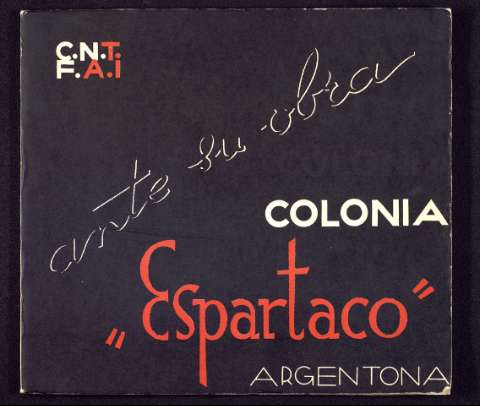 C.N.T.
F.A.I
ante su obra
COLONIA
"Espartaco"
ARGENTONA